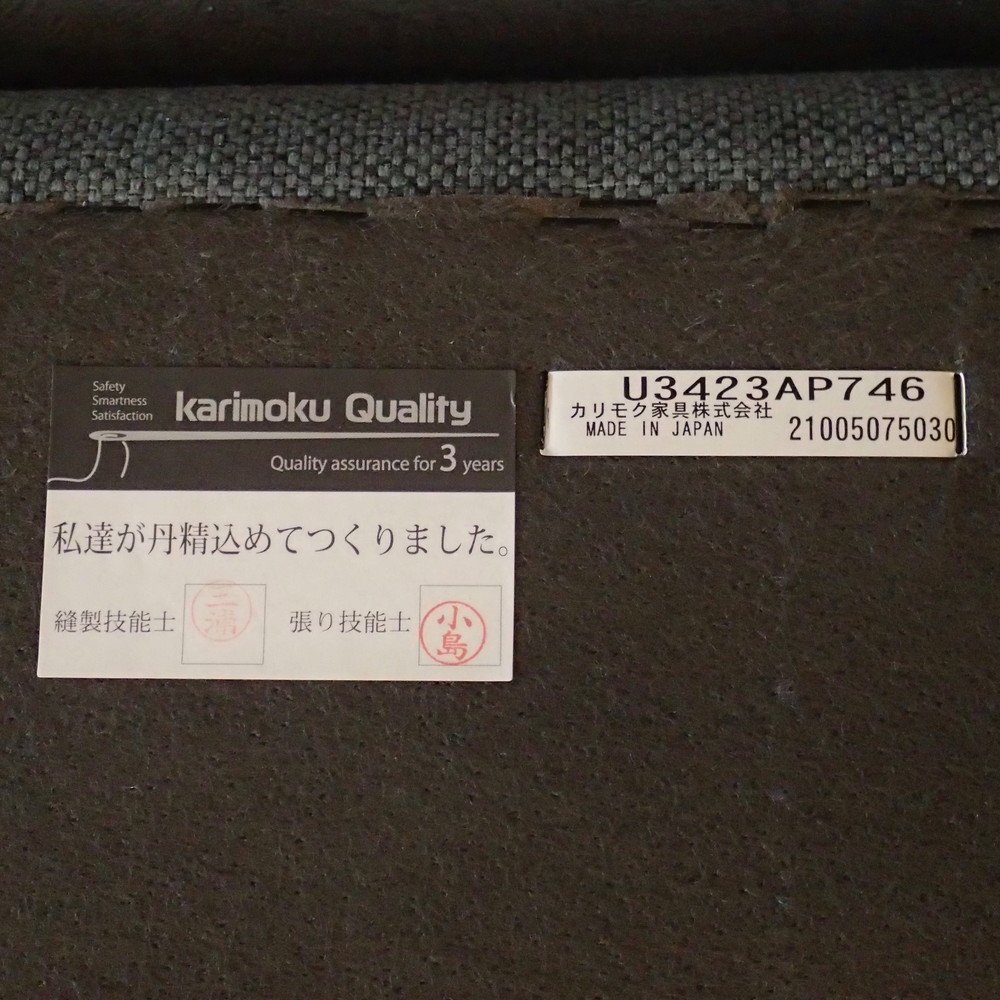 Safety
Smartness
Satisfaction
karimoku Quality
Quality assurance for 3 years
私達が丹精込めてつくりました。
縫製技能士 三浦
張り技能士 小島
U3423AP746
カリモク家具株式会社
MADE IN JAPAN 21005075030